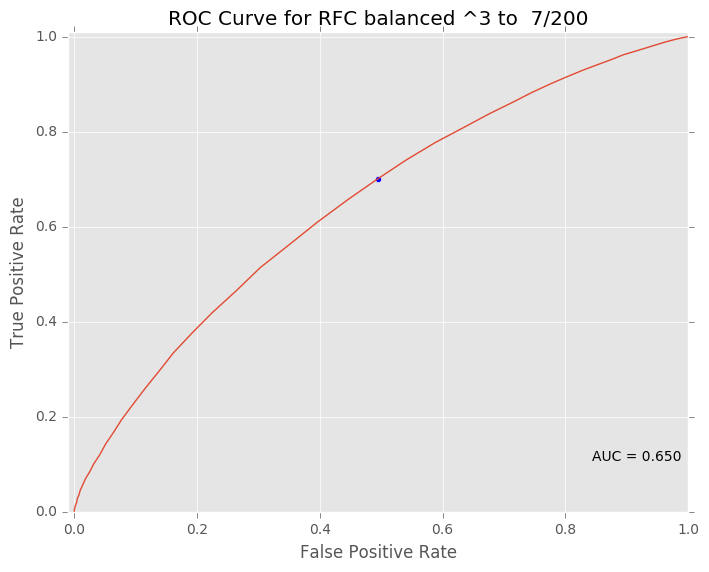 ROC Curve for RFC balanced ^3 to  7/200
1.0
0.8
0.6
0.4
0.2
0.0
True Positive Rate
AUC = 0.650
0.0 0.2 0.4 0.6 0.8 1.0
False Positive Rate